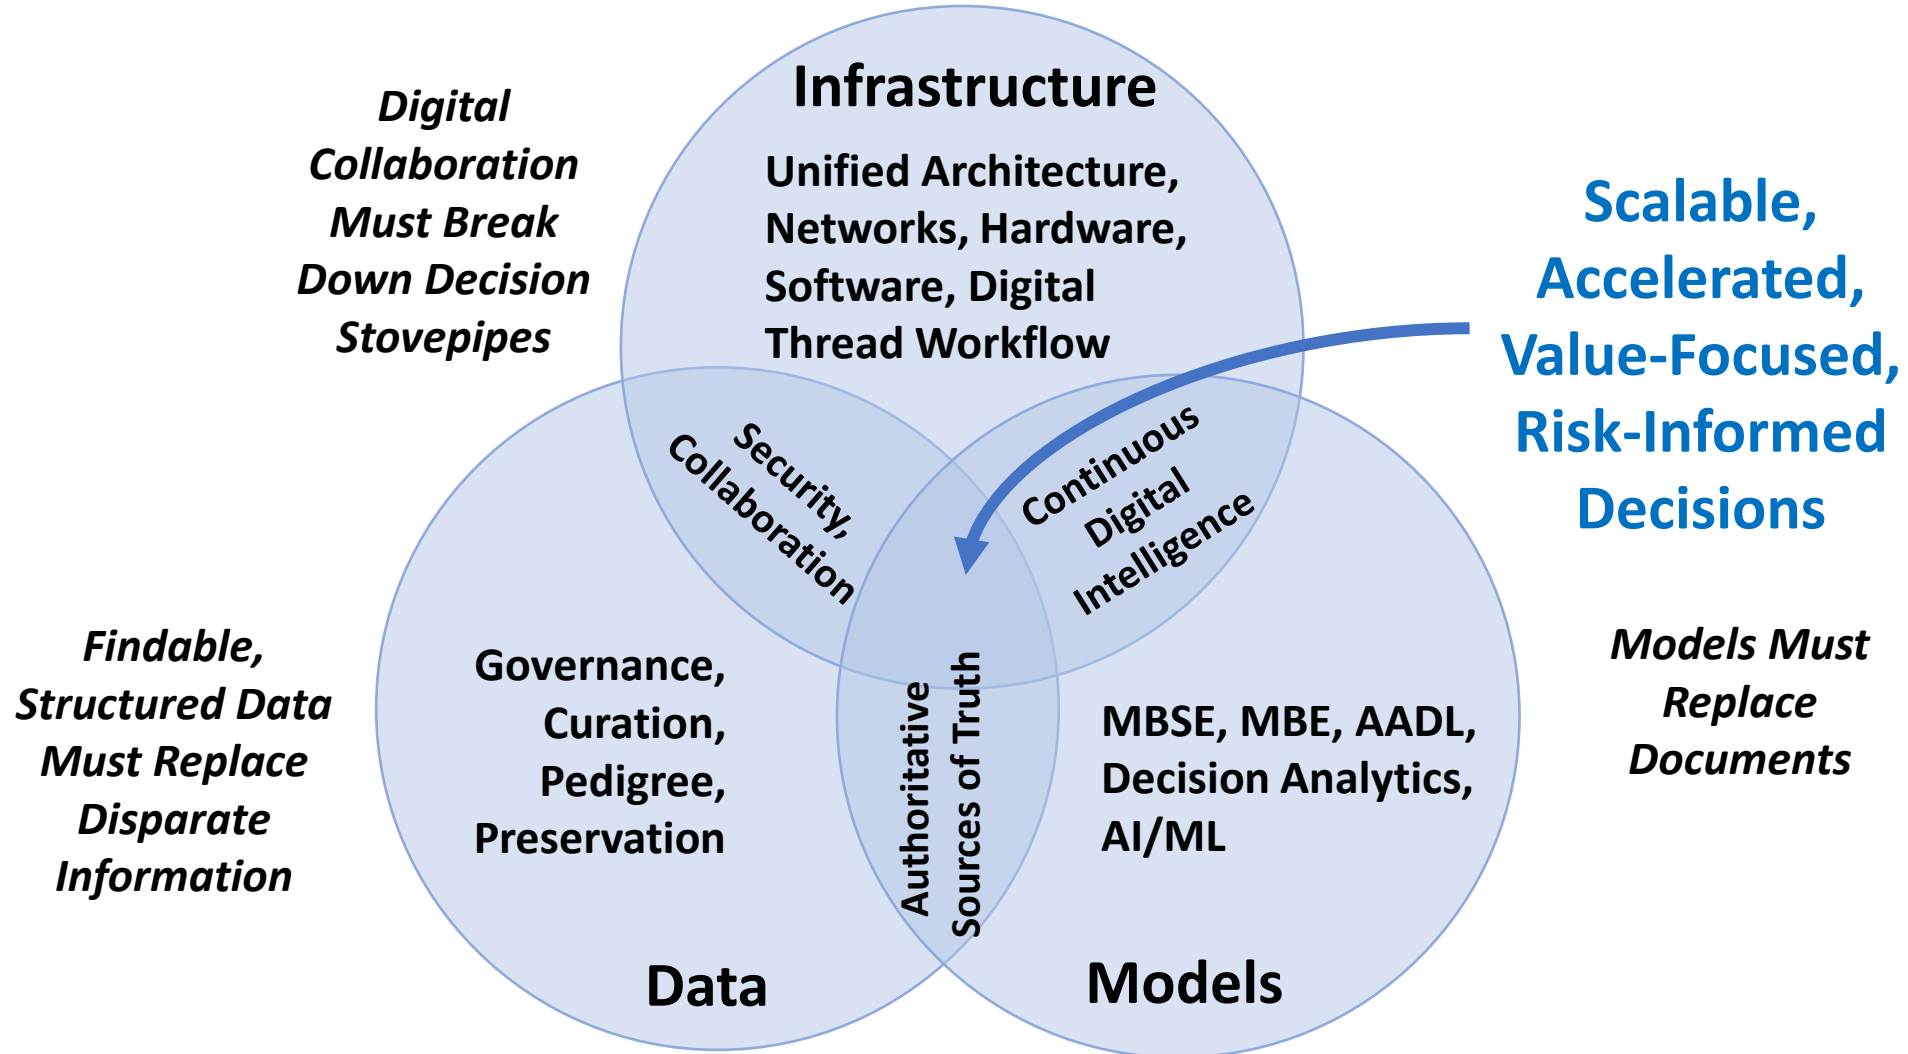 Infrastructure
Unified Architecture,
Networks, Hardware,
Software, Digital
Thread Workflow
Digital
Collaboration
Must Break
Down Decision
Stovepipes
Scalable,
Accelerated,
Value-Focused,
Risk-Informed
Decisions
Security,
Collaboration
Continuous
Digital
Intelligence
Findable,
Structured Data
Must Replace
Disparate
Information
Governance,
Curation,
Pedigree,
Preservation
Authoritative
Sources of Truth
MBSE, MBE, AADL,
Decision Analytics,
AI/ML
Models Must
Replace
Documents
Data
Models